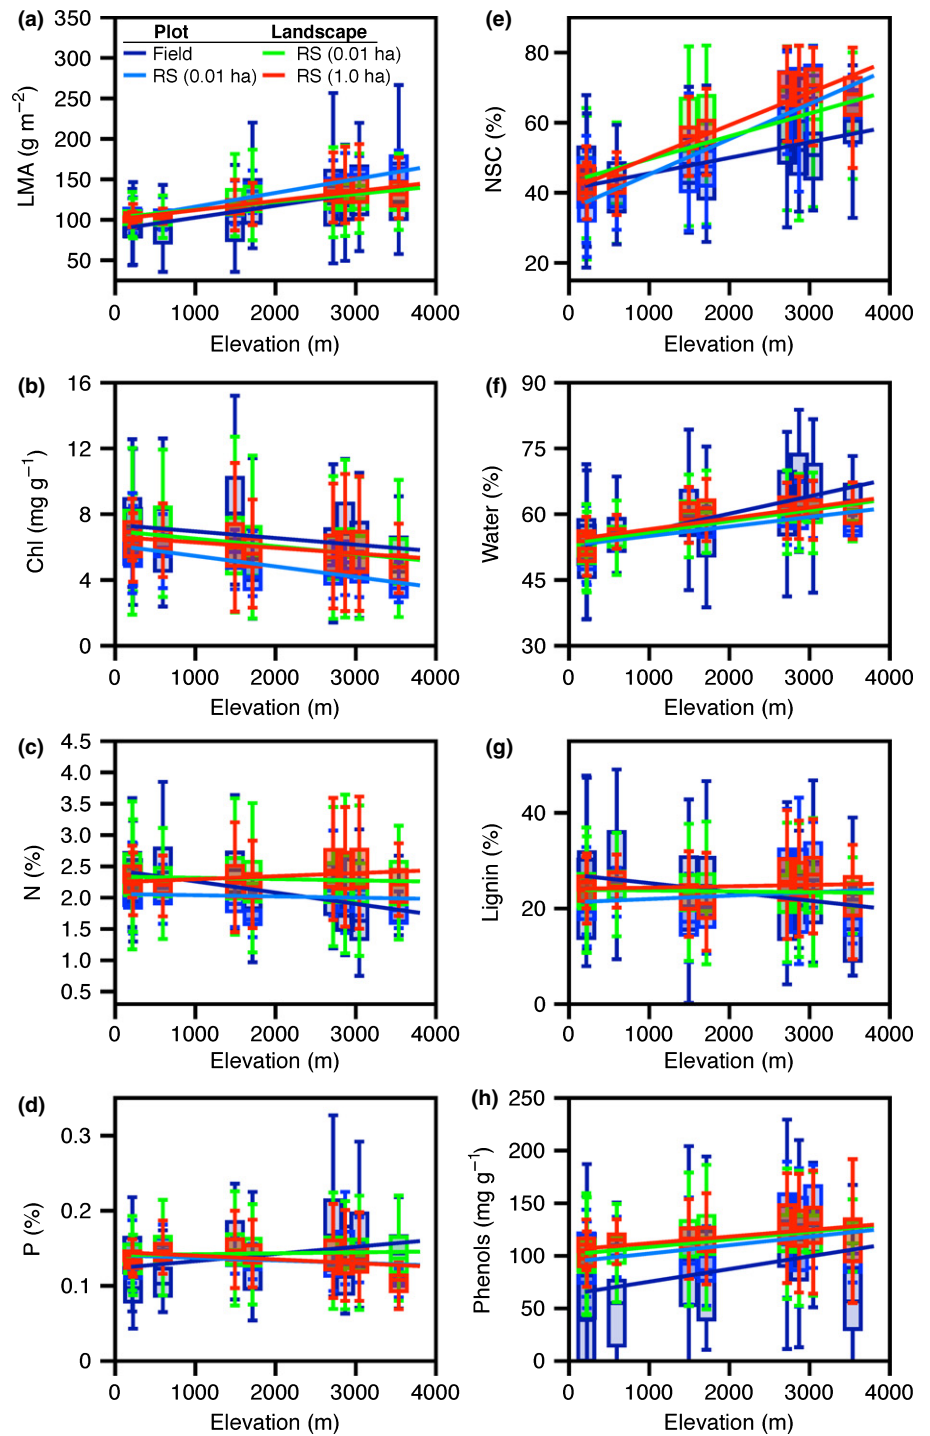 (a)
350
300
250
200
150
100
50
LMA (g m−2)
Plot Landscape
Field RS (0.01 ha)
RS (0.01 ha) RS (1.0 ha)
0 1000 2000 3000 4000
Elevation (m)
(e)
80
60
40
20
NSC (%)
0 1000 2000 3000 4000
Elevation (m)
(b)
16
12
8
4
0
Chl (mg g−1)
0 1000 2000 3000 4000
Elevation (m)
(f)
90
75
60
45
30
Water (%)
0 1000 2000 3000 4000
Elevation (m)
(c)
4.5
4.0
3.5
3.0
2.5
2.0
1.5
1.0
0.5
N (%)
0 1000 2000 3000 4000
Elevation (m)
(g)
40
20
0
Lignin (%)
0 1000 2000 3000 4000
Elevation (m)
(d)
0.3
0.2
0.1
0
P (%)
0 1000 2000 3000 4000
Elevation (m)
(h)
250
200
150
100
50
0
Phenols (mg g−1)
0 1000 2000 3000 4000
Elevation (m)